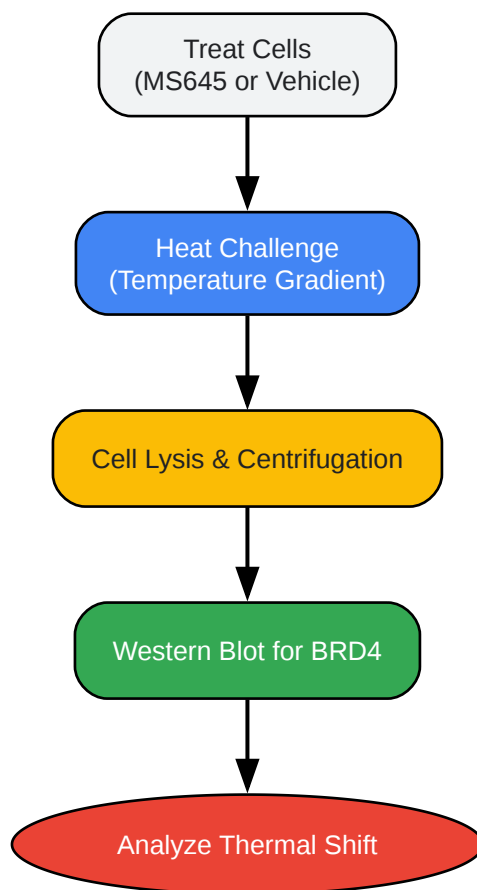 Treat Cells
(MS645 or Vehicle)
Heat Challenge
(Temperature Gradient)
Cell Lysis & Centrifugation
Western Blot for BRD4
Analyze Thermal Shift